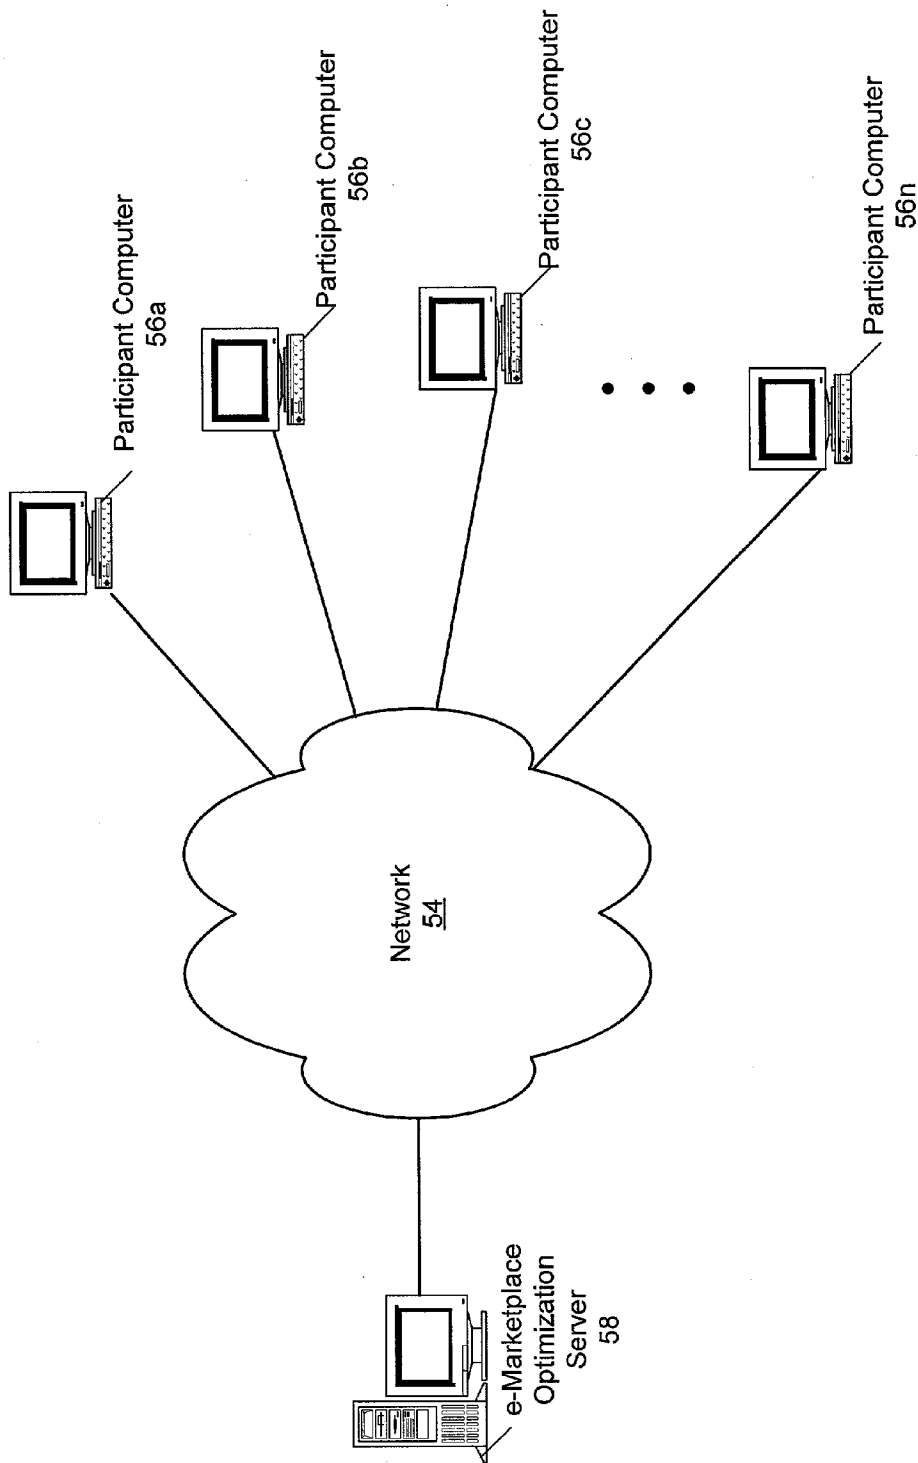 Participant Computer
56a
Participant Computer
56b
Participant Computer
56c
Participant Computer
56n
Network
54
e-Marketplace
Optimization
Server
58